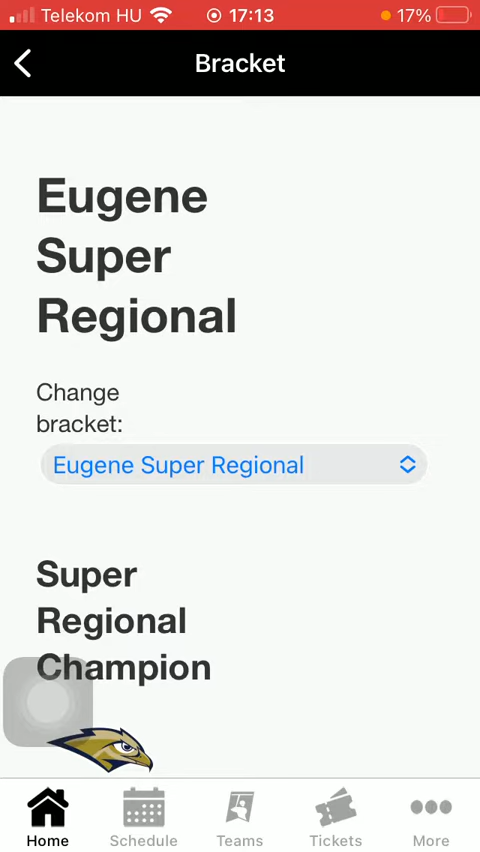 Telekom HU 17:13 17%
Bracket
Eugene
Super
Regional
Change
bracket:
Eugene Super Regional
Super
Regional
Champion
Home Schedule Teams Tickets More